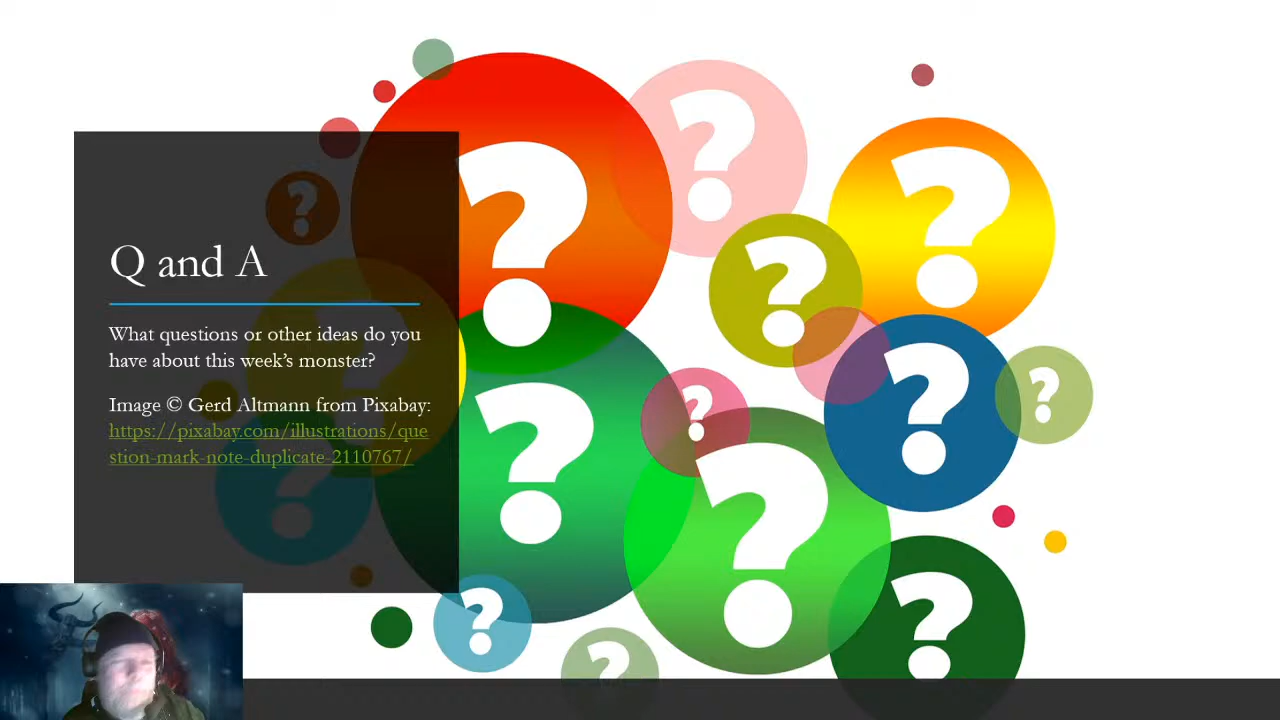 Q and A
What questions or other ideas do you
have about this week's monster?
Image © Gerd Altmann from Pixabay:
https://pixabay.com/illustrations/que
stion-mark-note-duplicate-2110767/
?
?
?
?
?
?
?
?
?
?
?
?
?
?